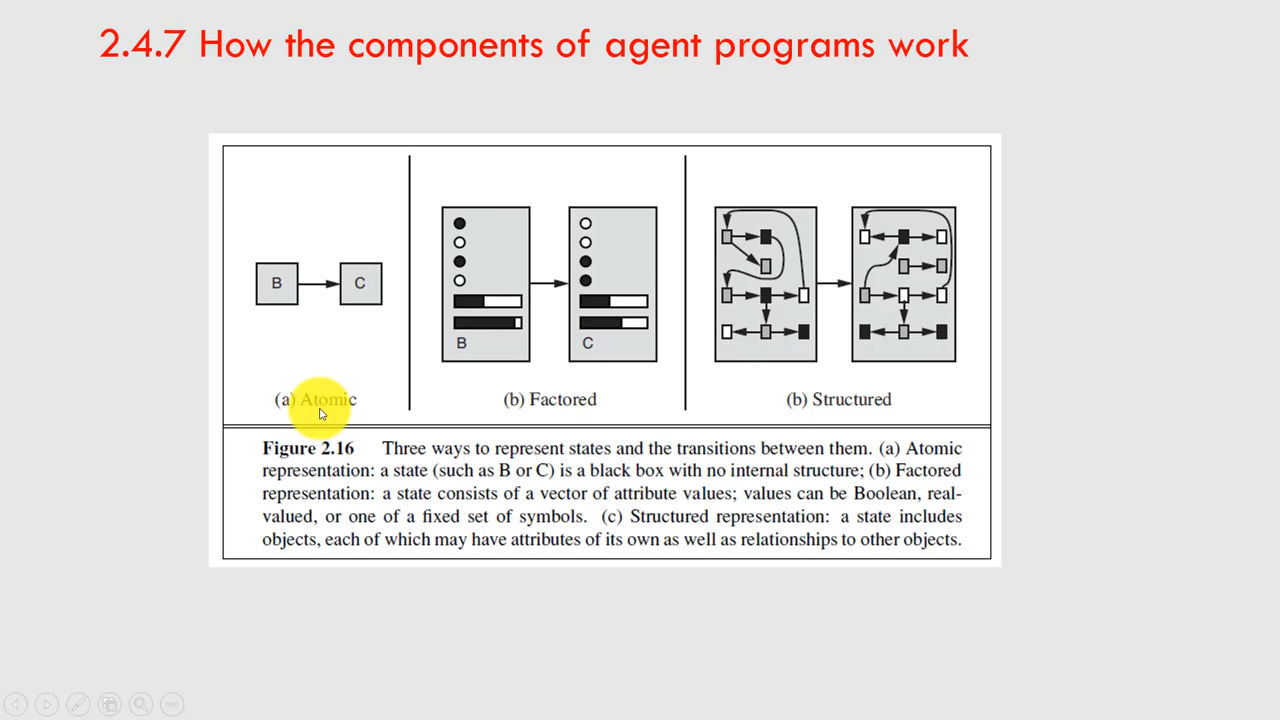 2.4.7 How the components of agent programs work
B
C
B
C
(a) Atomic
(b) Factored
(b) Structured
Figure 2.16 Three ways to represent states and the transitions between them. (a) Atomic
representation: a state (such as B or C) is a black box with no internal structure; (b) Factored
representation: a state consists of a vector of attribute values; values can be Boolean, real-
valued, or one of a fixed set of symbols. (c) Structured representation: a state includes
objects, each of which may have attributes of its own as well as relationships to other objects.